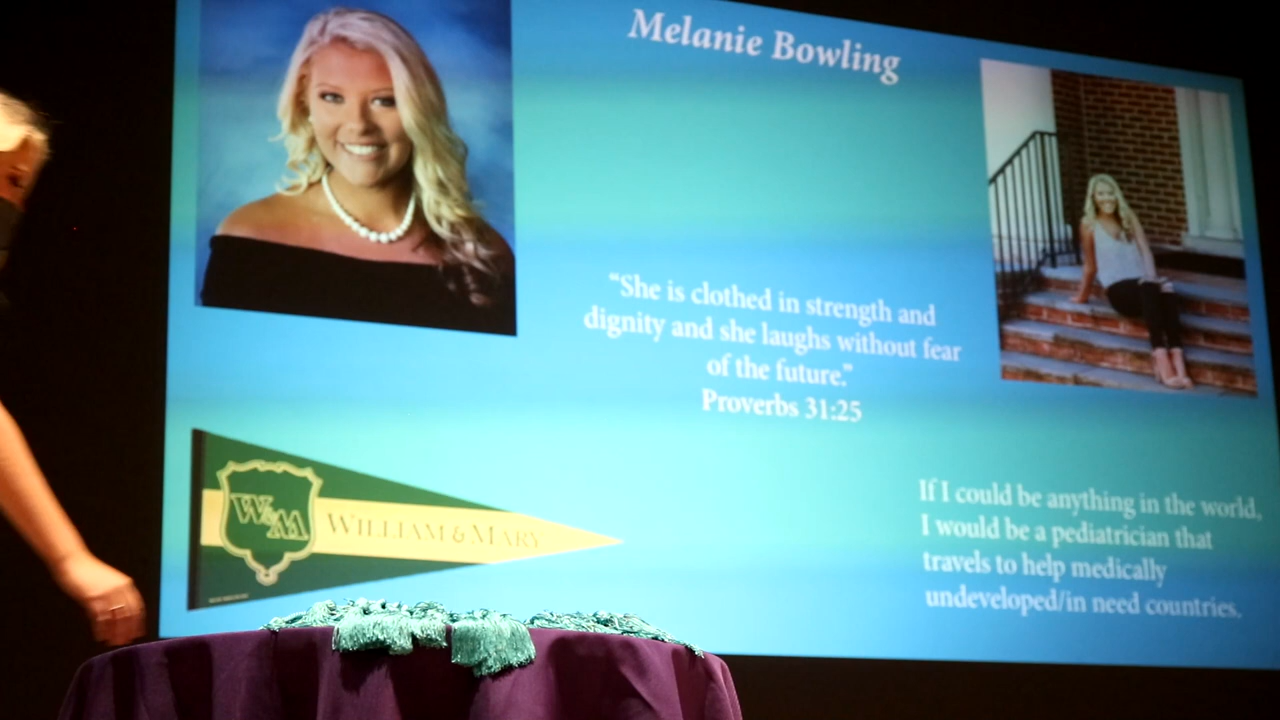 Melanie Bowling
“She is clothed in strength and
dignity and she laughs without fear
of the future.”
Proverbs 31:25
W&M
WILLIAM & MARY
If I could be anything in the world,
I would be a pediatrician that
travels to help medically
undeveloped/in need countries.